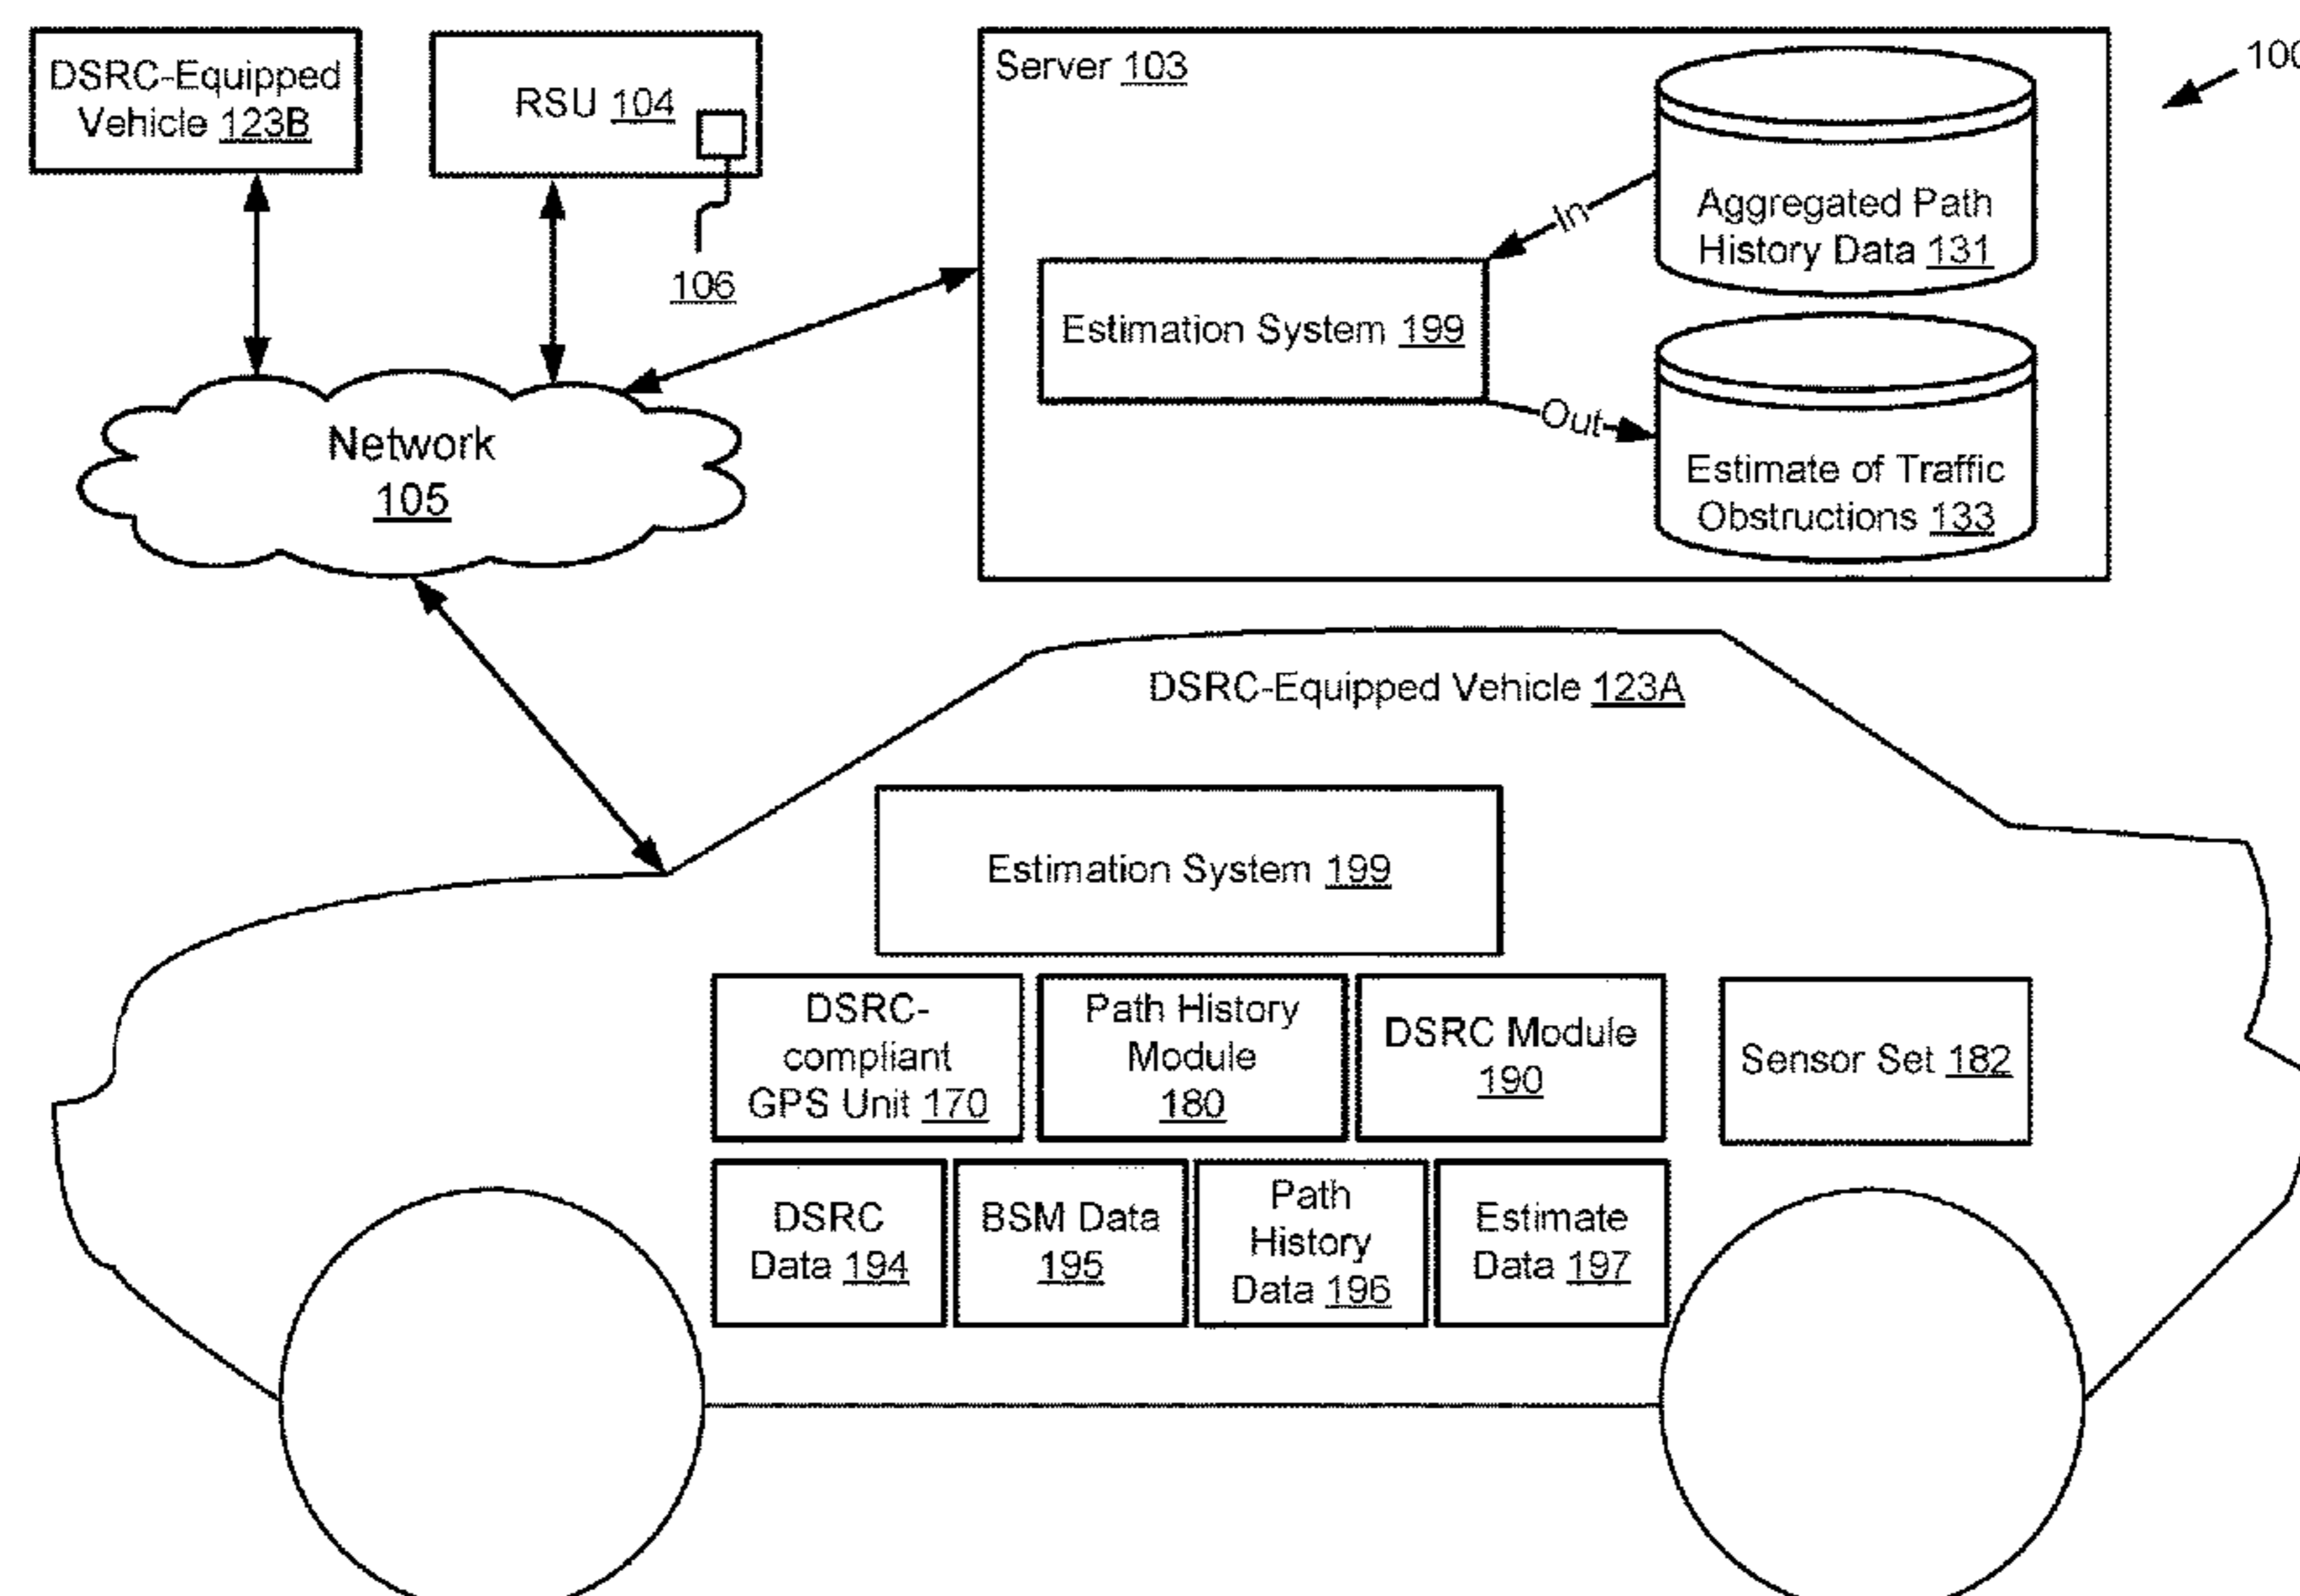 DSRC-Equipped
Vehicle 123B
RSU 104
106
Server 103
100
Aggregated Path
History Data 131
In
Estimation System 199
Out
Estimate of Traffic
Obstructions 133
Network
105
DSRC-Equipped Vehicle 123A
Estimation System 199
DSRC-
compliant
GPS Unit 170
Path History
Module
180
DSRC Module
190
Sensor Set 182
DSRC
Data 194
BSM Data
195
Path
History
Data 196
Estimate
Data 197